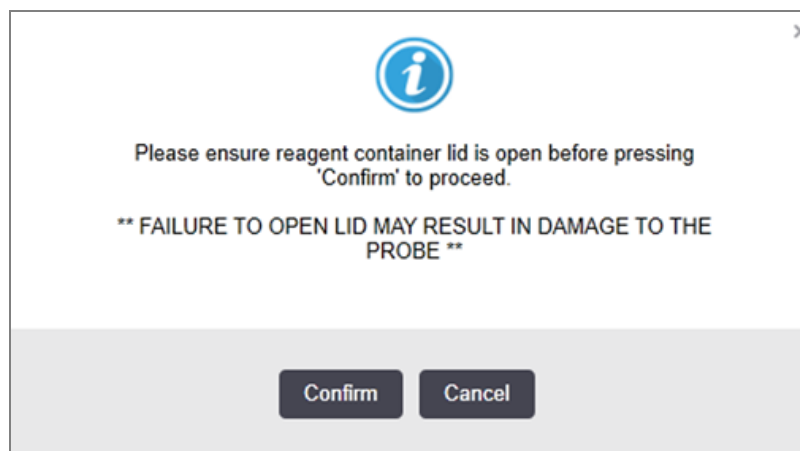 Please ensure reagent container lid is open before pressing
'Confirm' to proceed.
** FAILURE TO OPEN LID MAY RESULT IN DAMAGE TO THE
PROBE **
Confirm
Cancel